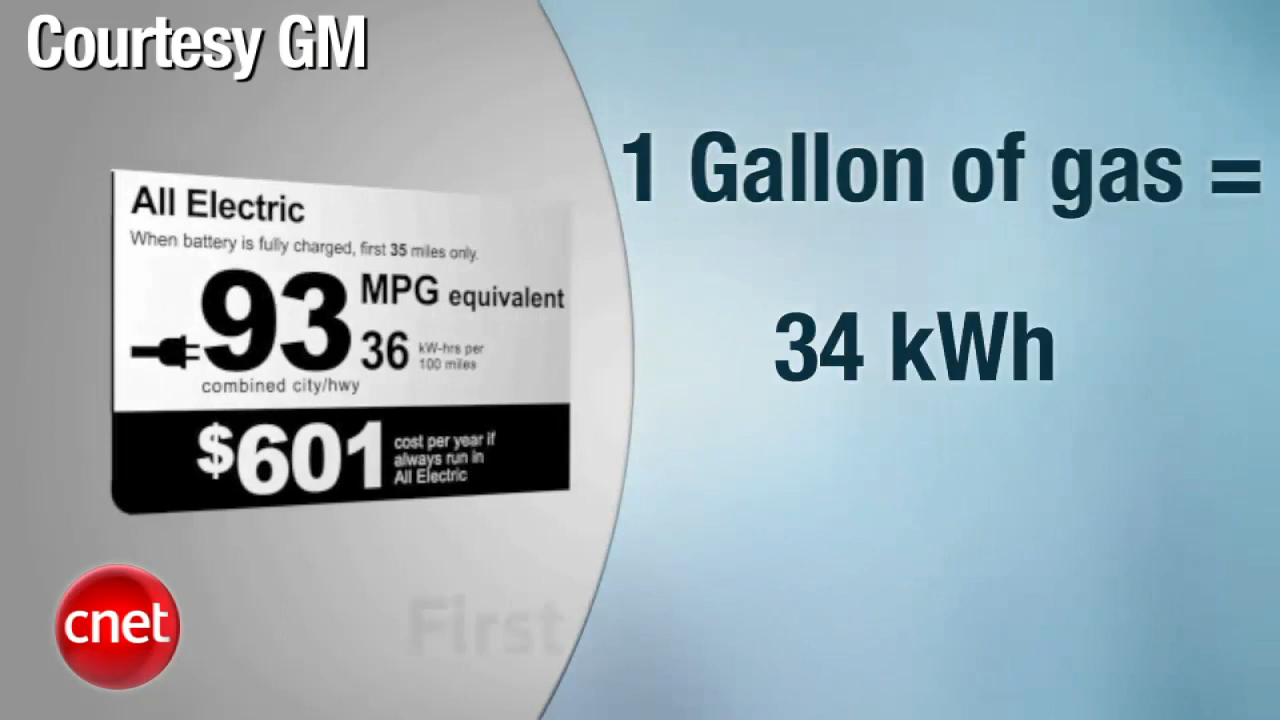 Courtesy GM
1 Gallon of gas =
34 kWh
All Electric
When battery is fully charged, first 35 miles only.
93 MPG equivalent
36 kW-hrs per
100 miles
combined city/hwy
$601 cost per year if
always run in
All Electric
First
cnet